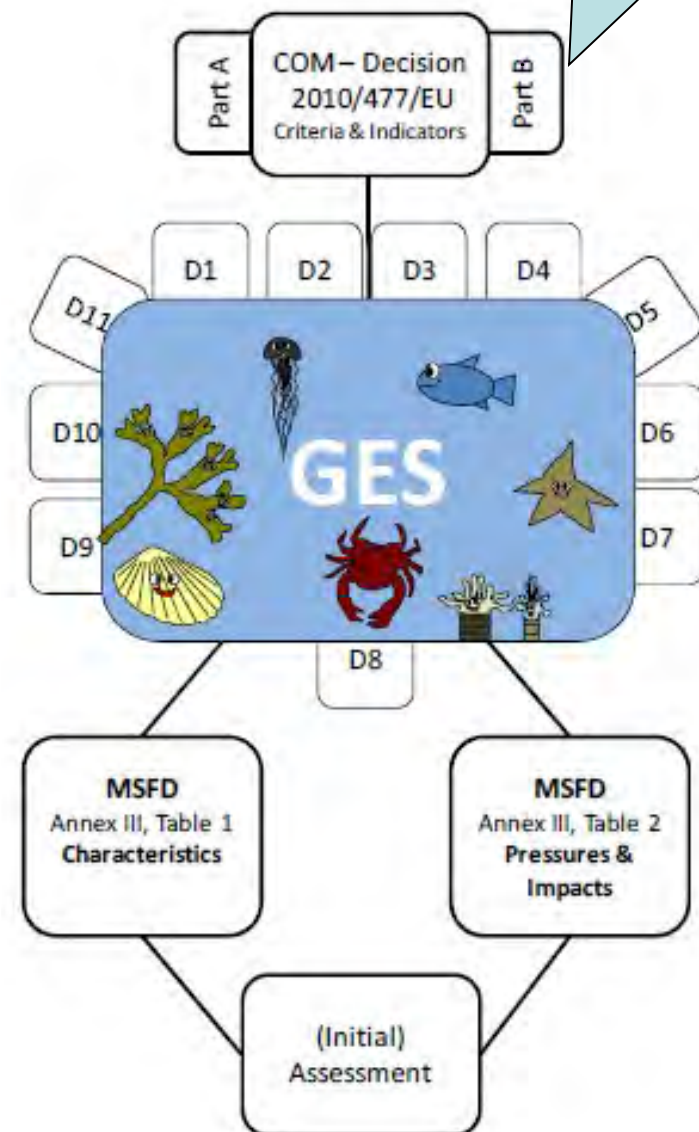 Part A
COM – Decision
2010/477/EU
Criteria & Indicators
Part B
D1
D2
D3
D4
D11
D5
D10
GES
D6
D9
D7
D8
MSFD
Annex III, Table 1
Characteristics
MSFD
Annex III, Table 2
Pressures &
Impacts
(Initial)
Assessment